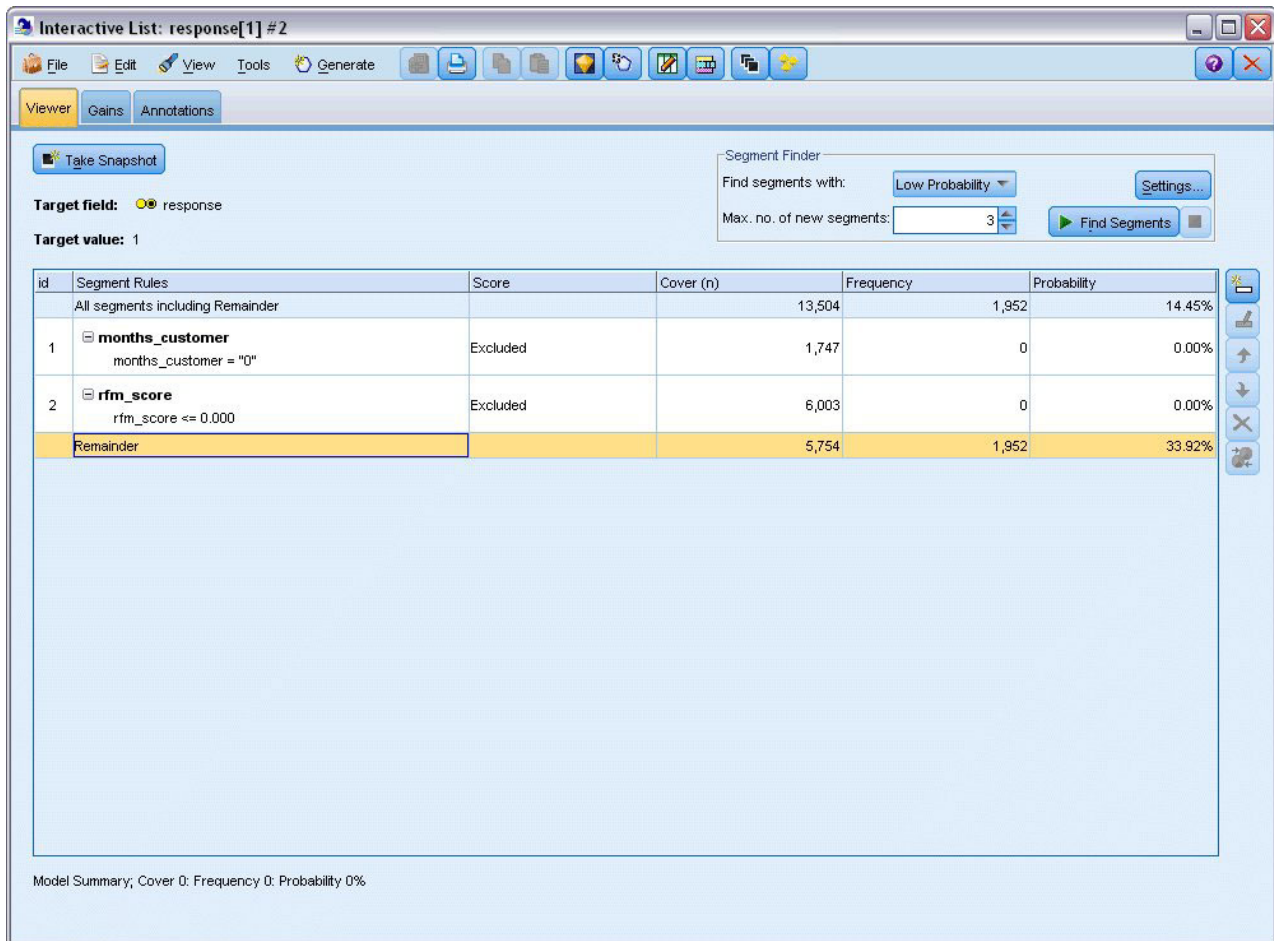 Interactive List: response[1] #2
File Edit View Tools Generate
Viewer Gains Annotations
Take Snapshot
Segment Finder
Find segments with: Low Probability Settings...
Target field: response
Max. no. of new segments: 3 Find Segments
Target value: 1
id Segment Rules Score Cover (n) Frequency Probability
All segments including Remainder 13,504 1,952 14.45%
months_customer
1 Excluded 1,747 0 0.00%
months_customer = "0"
rfm_score
2 Excluded 6,003 0 0.00%
rfm_score <= 0.000
Remainder 5,754 1,952 33.92%
Model Summary; Cover 0: Frequency 0: Probability 0%